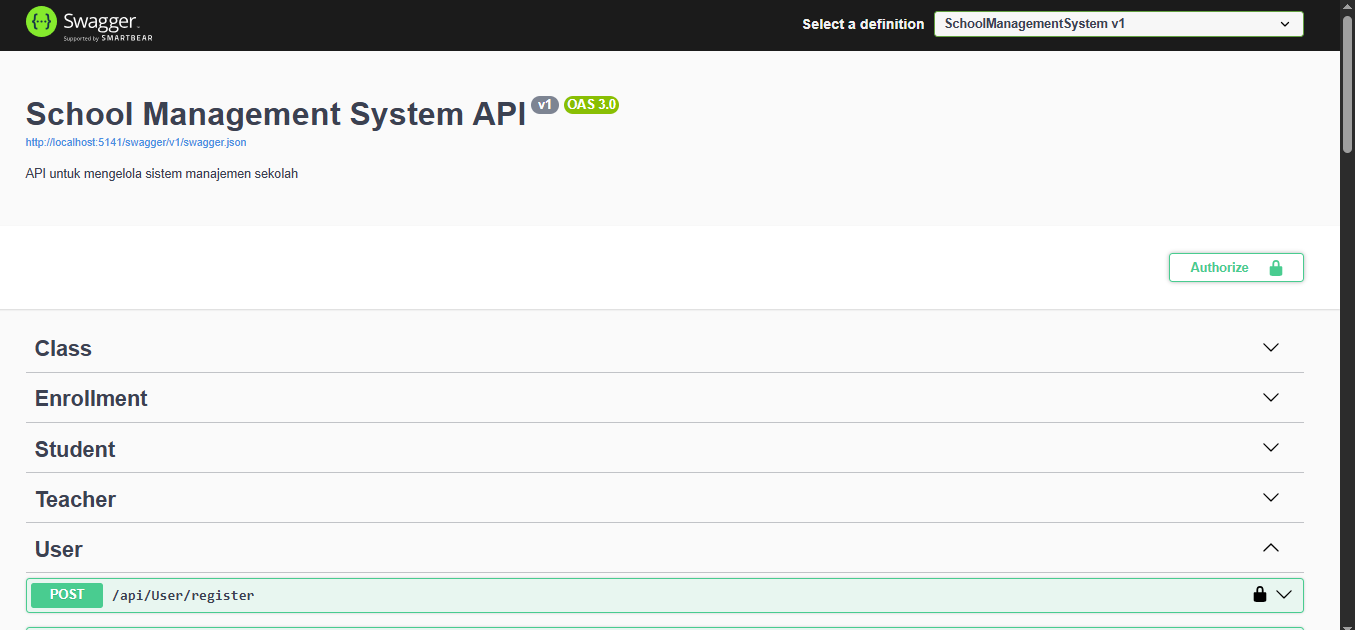 Swagger
Supported by SMARTBEAR
Select a definition
SchoolManagementSystem v1
School Management System API v1 OAS 3.0
http://localhost:5141/swagger/v1/swagger.json
API untuk mengelola sistem manajemen sekolah
Authorize
Class
Enrollment
Student
Teacher
User
POST /api/User/register